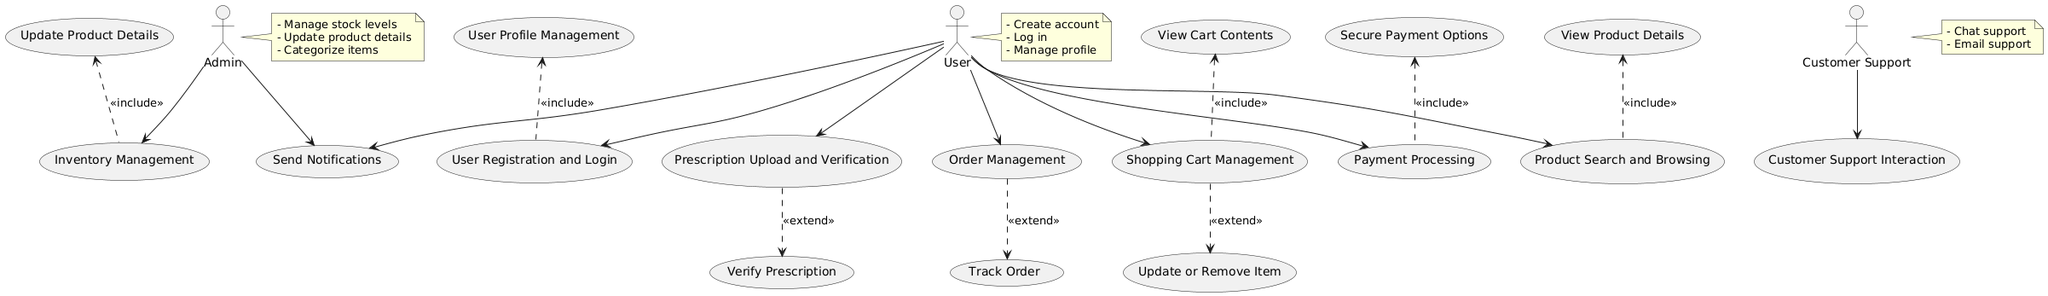 Update Product Details
Admin
- Manage stock levels
- Update product details
- Categorize items
User Profile Management
User
- Create account
- Log in
- Manage profile
View Cart Contents
Secure Payment Options
View Product Details
Customer Support
- Chat support
- Email support
«include»
«include»
«include»
«include»
«include»
Inventory Management
Send Notifications
User Registration and Login
Prescription Upload and Verification
Order Management
Shopping Cart Management
Payment Processing
Product Search and Browsing
Customer Support Interaction
«extend»
«extend»
«extend»
Verify Prescription
Track Order
Update or Remove Item